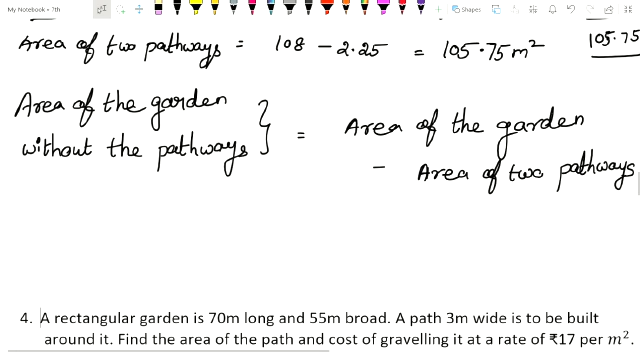 My Notebook • 7th
Shapes
Area of two pathways = 108 - 2.25 = 105.75 m²
105.75
Area of the garden
without the pathways } = Area of the garden
- Area of two pathways
4. A rectangular garden is 70m long and 55m broad. A path 3m wide is to be built
around it. Find the area of the path and cost of gravelling it at a rate of ₹17 per m².